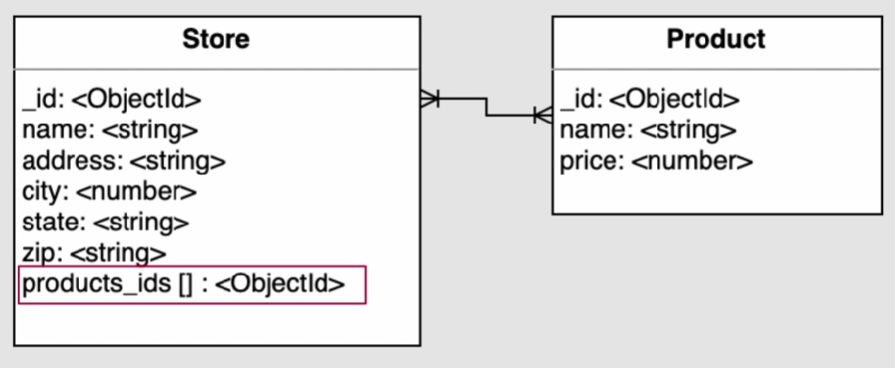 Store
_id: <ObjectId>
name: <string>
address: <string>
city: <number>
state: <string>
zip: <string>
products_ids [] : <ObjectId>
Product
_id: <ObjectId>
name: <string>
price: <number>